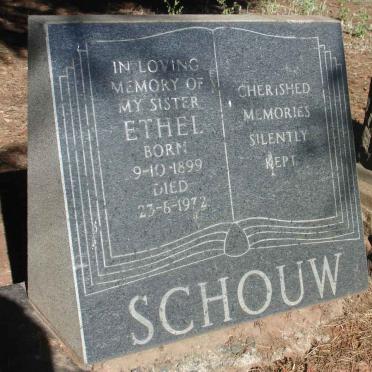 IN LOVING
MEMORY OF
MY SISTER
ETHEL
BORN
9-10-1899
DIED
23-6-1972
CHERISHED
MEMORIES
SILENTLY
KEPT
SCHOUW